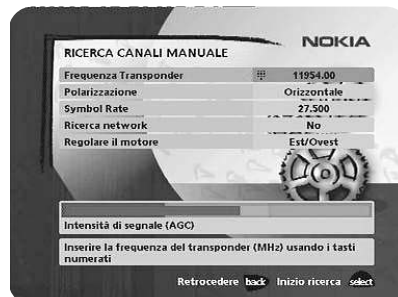 NOKIA
RICERCA CANALI MANUALE
Frequenza Transponder 11954.00
Polarizzazione Orizzontale
Symbol Rate 27.500
Ricerca network No
Regolare il motore Est/Ovest
Intensitá di segnale (AGC)
Inserire la frequenza del transponder (MHz) usando i tasti
numerati
Retrocedere back Inizio ricerca select